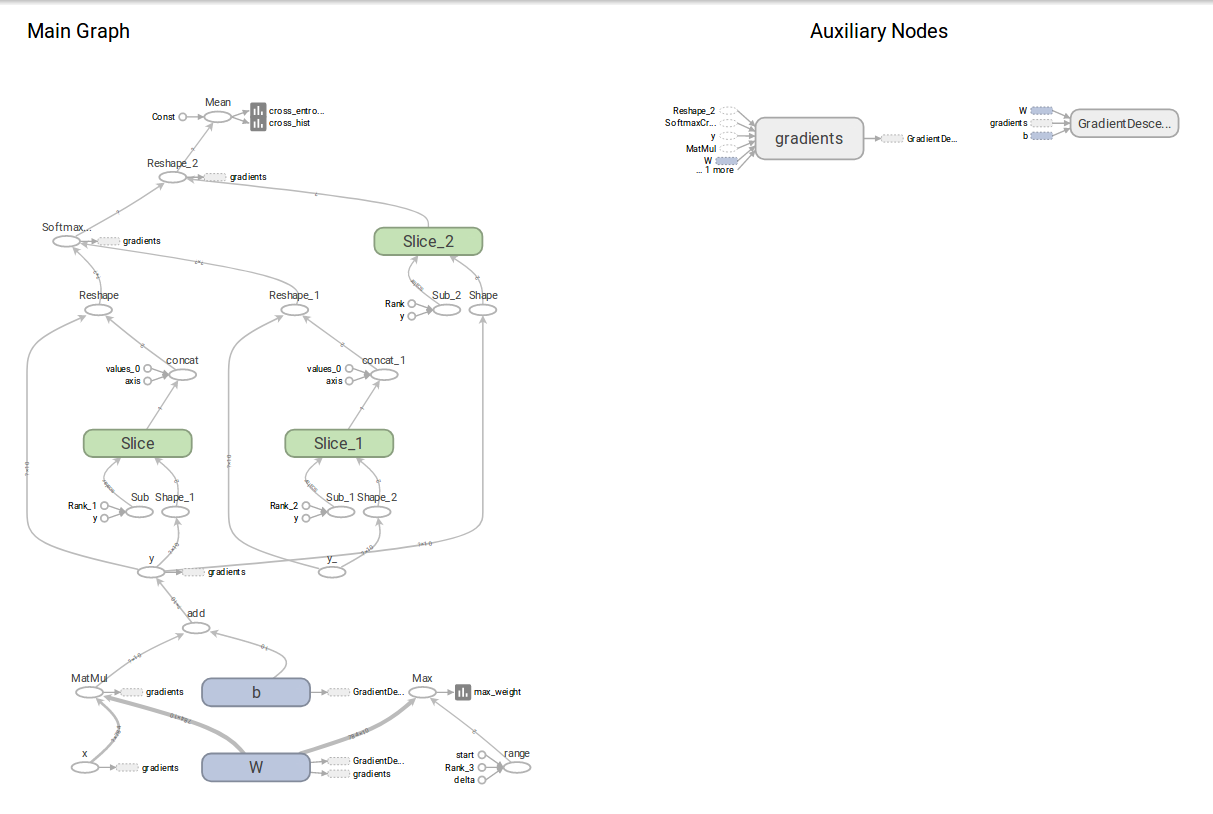 Main Graph
Auxiliary Nodes
Mean
Const
cross_entro...
cross_hist
Reshape_2
gradients
Softmax...
gradients
Slice_2
Reshape
Reshape_1
Rank
y
Sub_2
Shape
values_0
axis
concat
values_0
axis
concat_1
Slice
Slice_1
Rank_1
y
Sub
Shape_1
Rank_2
y
Sub_1
Shape_2
y
gradients
y_
add
MatMul
gradients
b
GradientDe...
Max
max_weight
x
gradients
W
GradientDe...
gradients
start
Rank_3
delta
range
Reshape_2
SoftmaxCr...
y
MatMul
W
... 1 more
gradients
GradientDe...
W
gradients
b
GradientDesce...